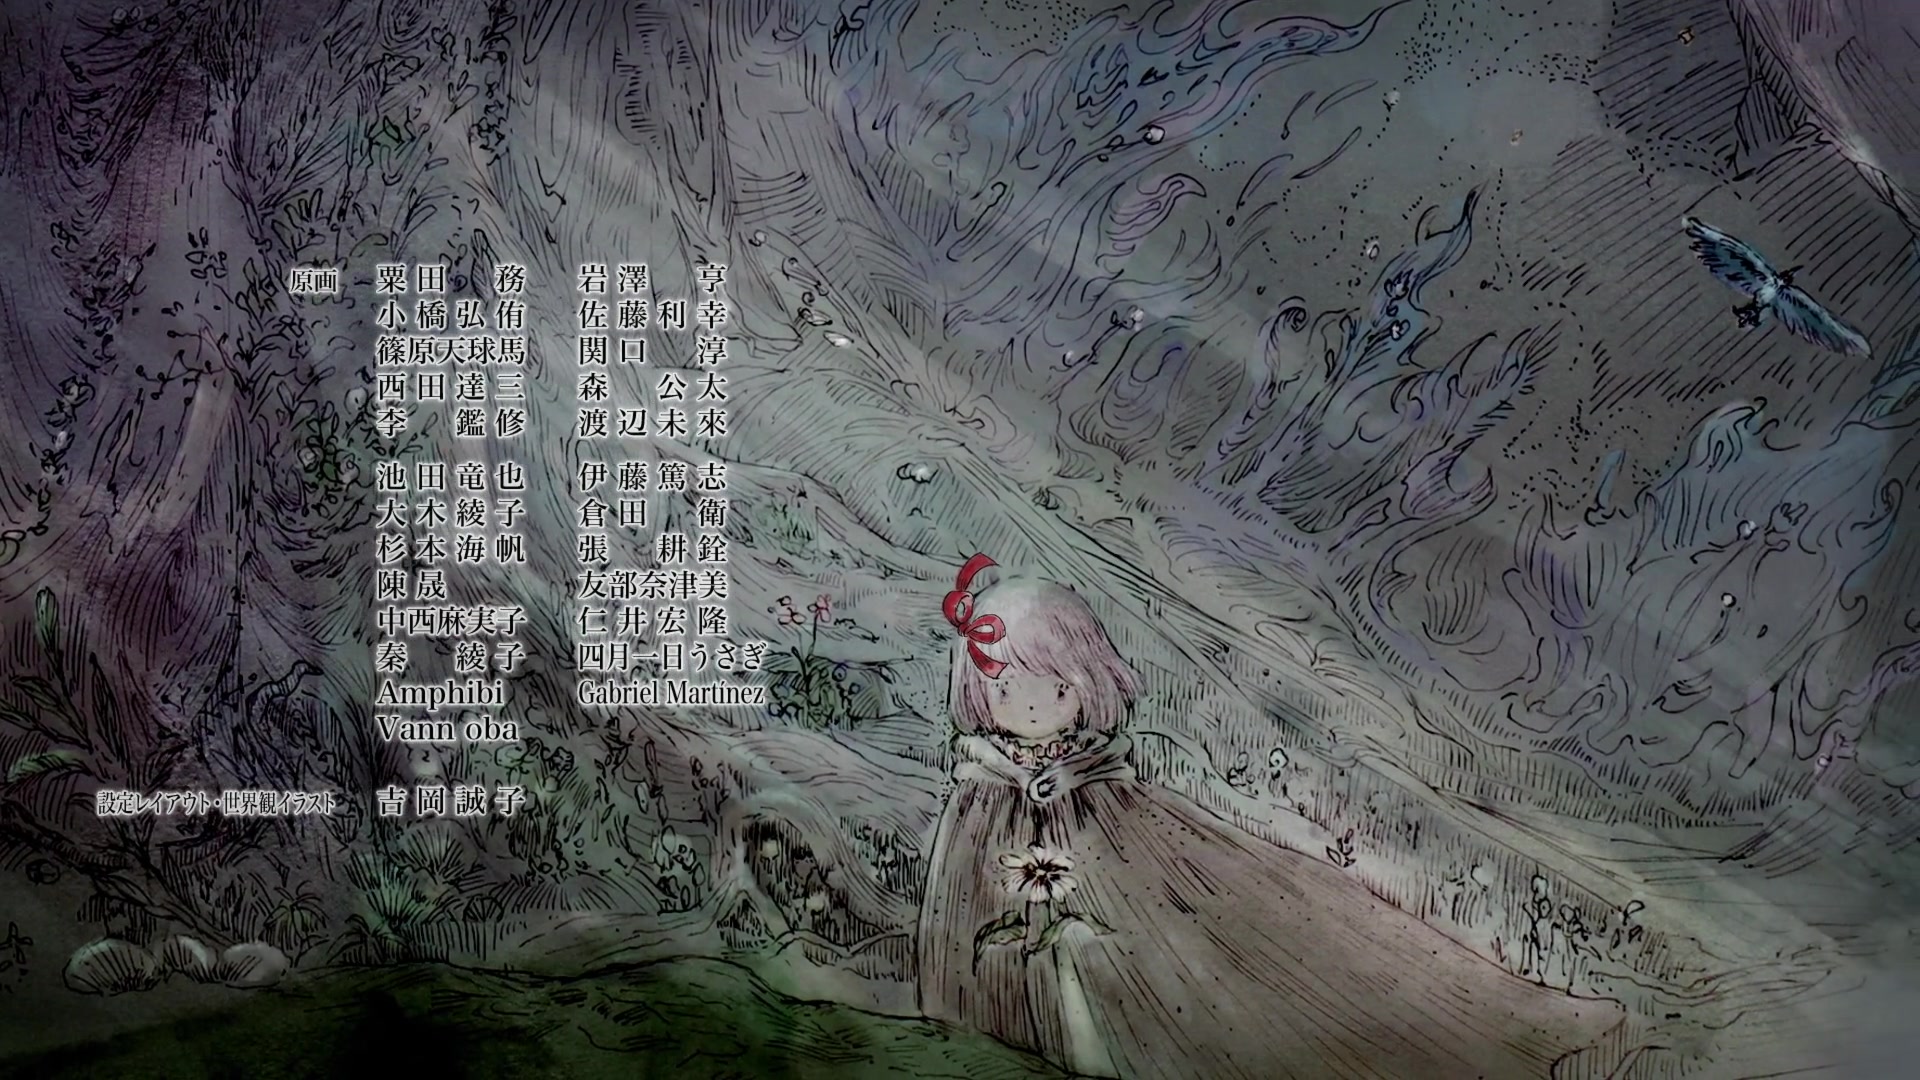 原画 粟田 務 岩澤 亨
小橋弘侑 佐藤利幸
篠原天球馬 関口 淳
西田達三 森 公太
李 鑑修 渡辺未來
池田竜也 伊藤篤志
大木綾子 倉田 衛
杉本海帆 張 耕銓
陳晟 友部奈津美
中西麻実子 仁井宏隆
秦 綾子 四月一日うさぎ
Amphibi Gabriel Martínez
Vann oba
設定レイアウト・世界観イラスト 吉岡誠子